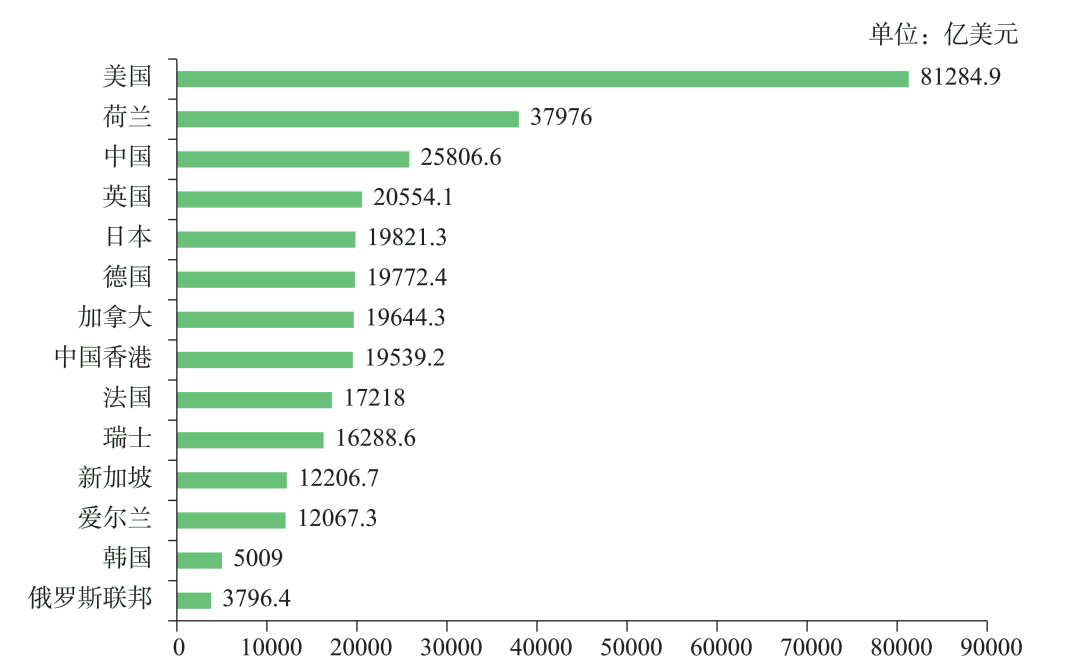 单位：亿美元
美国 81284.9
荷兰 37976
中国 25806.6
英国 20554.1
日本 19821.3
德国 19772.4
加拿大 19644.3
中国香港 19539.2
法国 17218
瑞士 16288.6
新加坡 12206.7
爱尔兰 12067.3
韩国 5009
俄罗斯联邦 3796.4
0 10000 20000 30000 40000 50000 60000 70000 80000 90000